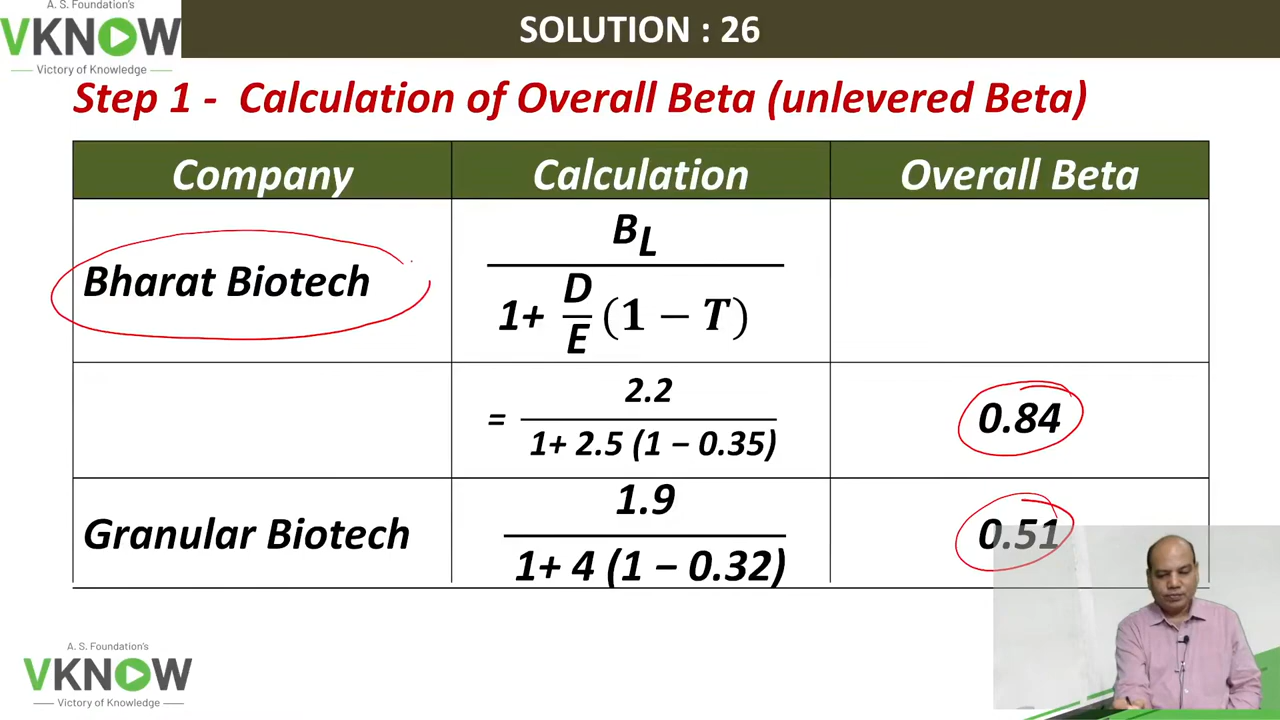 A. S. Foundation's
VKNOW
Victory of Knowledge
SOLUTION : 26
Step 1 - Calculation of Overall Beta (unlevered Beta)
Company Calculation Overall Beta
Bharat Biotech
B_L
1+ D/E (1 − T)
= 2.2
1+ 2.5 (1 − 0.35)
0.84
Granular Biotech
1.9
1+ 4 (1 − 0.32)
0.51
A. S. Foundation's
VKNOW
Victory of Knowledge